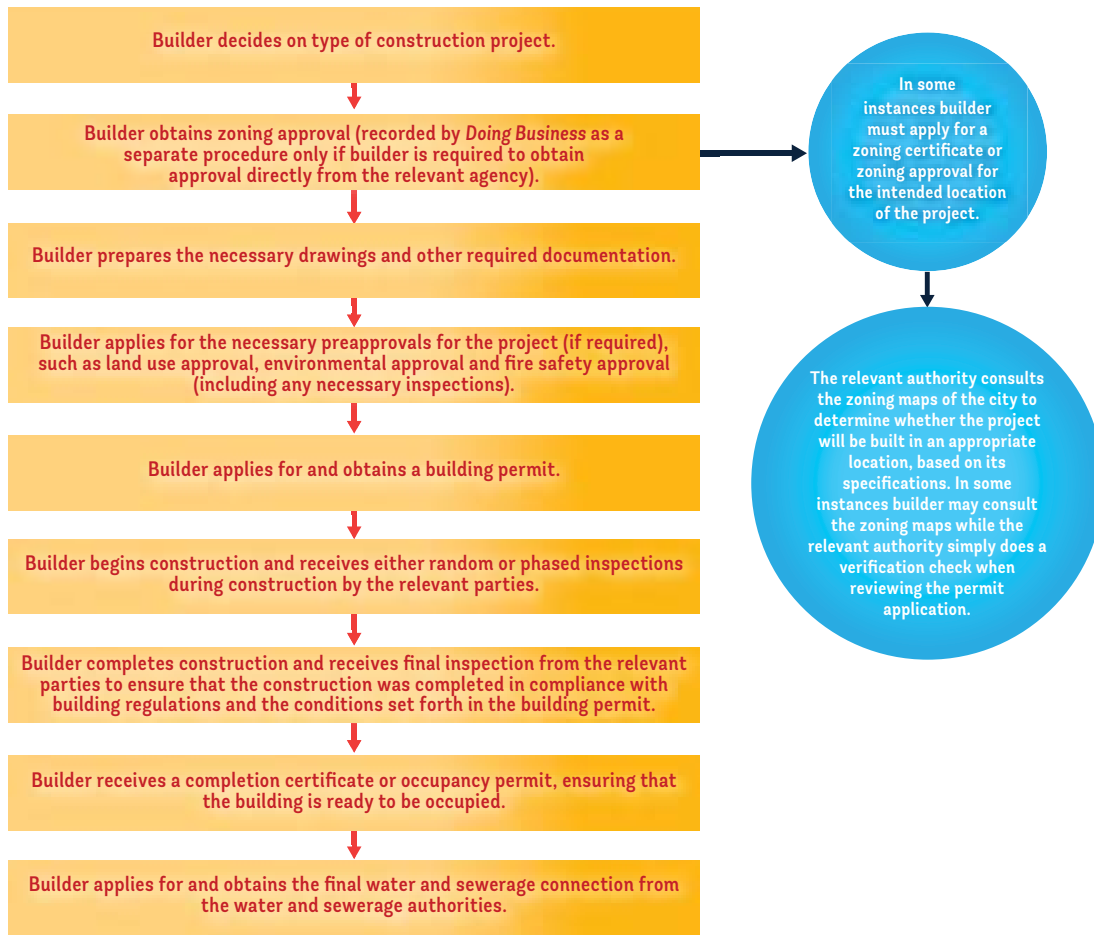 Builder decides on type of construction project.
Builder obtains zoning approval (recorded by Doing Business as a
separate procedure only if builder is required to obtain
approval directly from the relevant agency).
Builder prepares the necessary drawings and other required documentation.
Builder applies for the necessary preapprovals for the project (if required),
such as land use approval, environmental approval and fire safety approval
(including any necessary inspections).
Builder applies for and obtains a building permit.
Builder begins construction and receives either random or phased inspections
during construction by the relevant parties.
Builder completes construction and receives final inspection from the relevant
parties to ensure that the construction was completed in compliance with
building regulations and the conditions set forth in the building permit.
Builder receives a completion certificate or occupancy permit, ensuring that
the building is ready to be occupied.
Builder applies for and obtains the final water and sewerage connection from
the water and sewerage authorities.
In some
instances builder
must apply for a
zoning certificate or
zoning approval for
the intended location
of the project.
The relevant authority consults
the zoning maps of the city to
determine whether the project
will be built in an appropriate
location, based on its
specifications. In some
instances builder may consult
the zoning maps while the
relevant authority simply does a
verification check when
reviewing the permit
application.